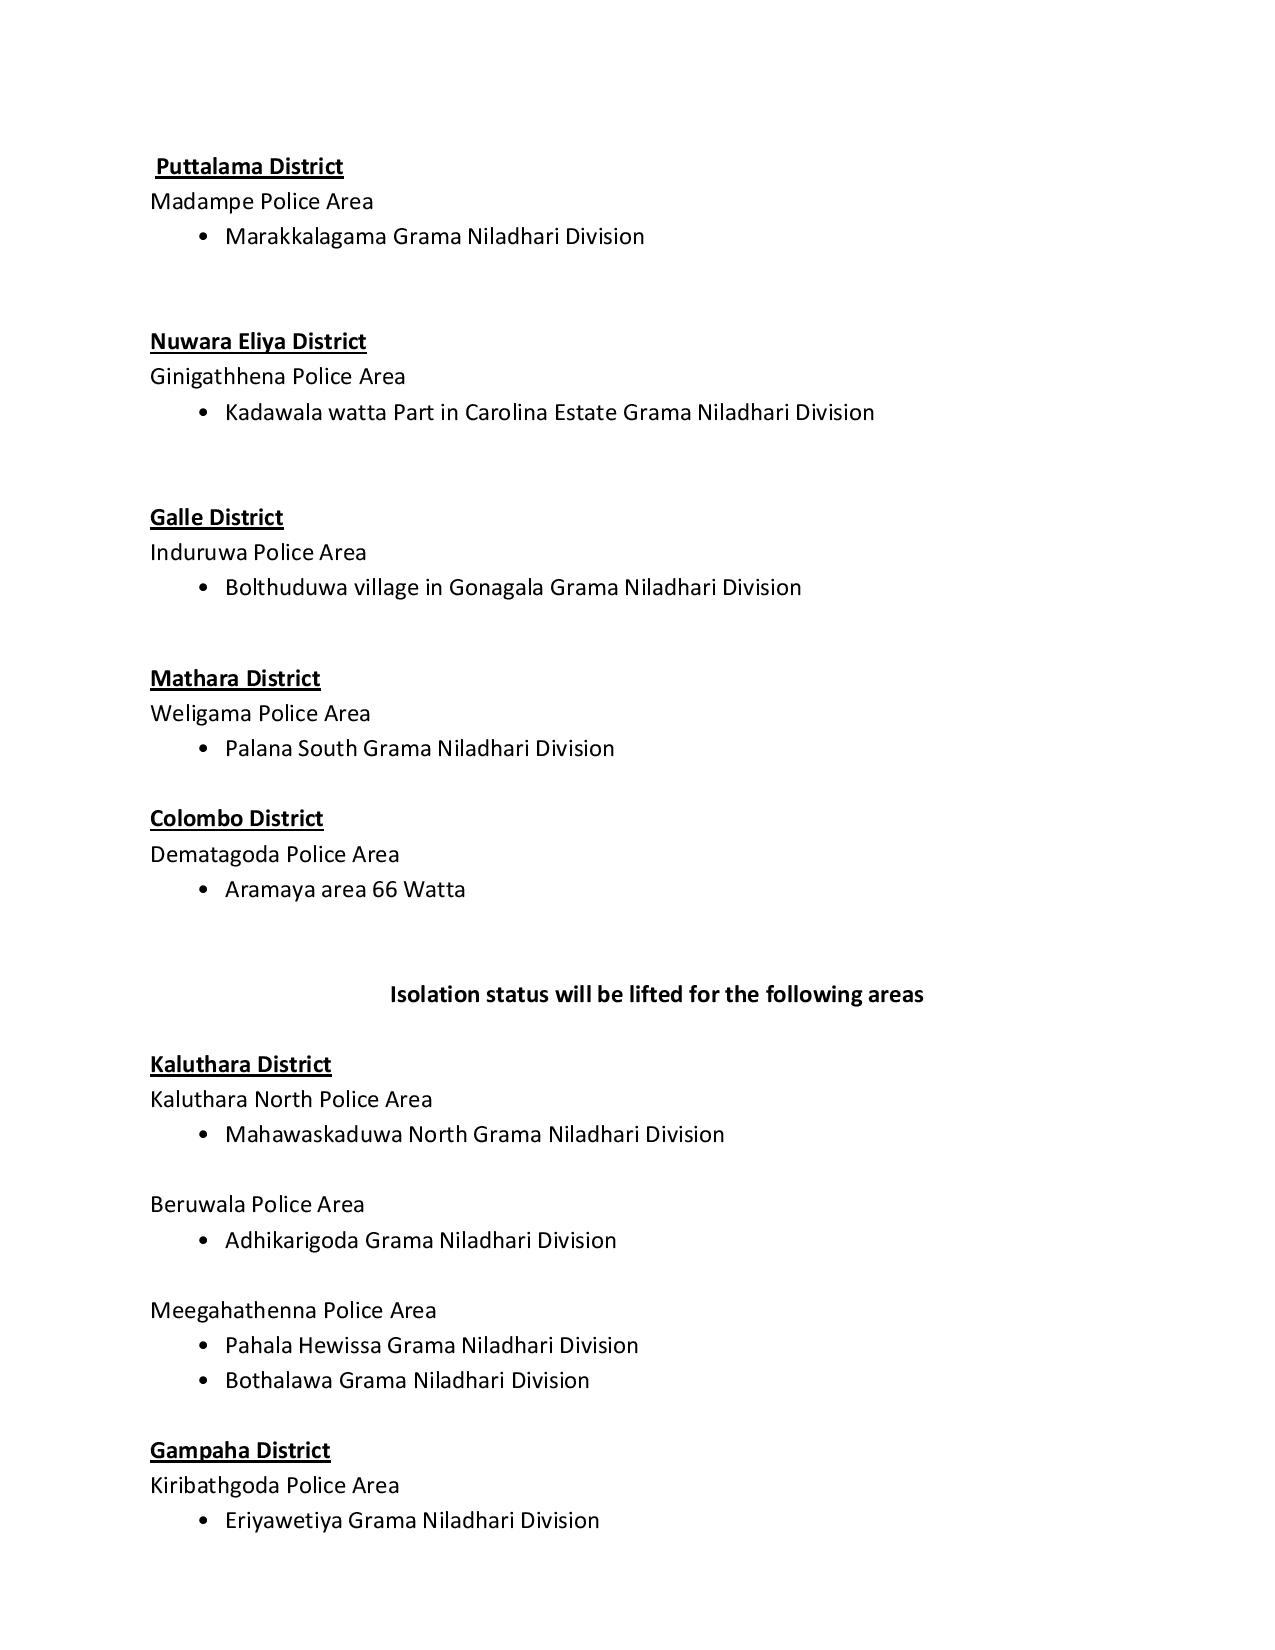 Puttalama District
Madampe Police Area
• Marakkalagama Grama Niladhari Division
Nuwara Eliya District
Ginigathhena Police Area
• Kadawala watta Part in Carolina Estate Grama Niladhari Division
Galle District
Induruwa Police Area
• Bolthuduwa village in Gonagala Grama Niladhari Division
Mathara District
Weligama Police Area
• Palana South Grama Niladhari Division
Colombo District
Dematagoda Police Area
• Aramaya area 66 Watta
Isolation status will be lifted for the following areas
Kaluthara District
Kaluthara North Police Area
• Mahawaskaduwa North Grama Niladhari Division
Beruwala Police Area
• Adhikarigoda Grama Niladhari Division
Meegahathenna Police Area
• Pahala Hewissa Grama Niladhari Division
• Bothalawa Grama Niladhari Division
Gampaha District
Kiribathgoda Police Area
• Eriyawetiya Grama Niladhari Division